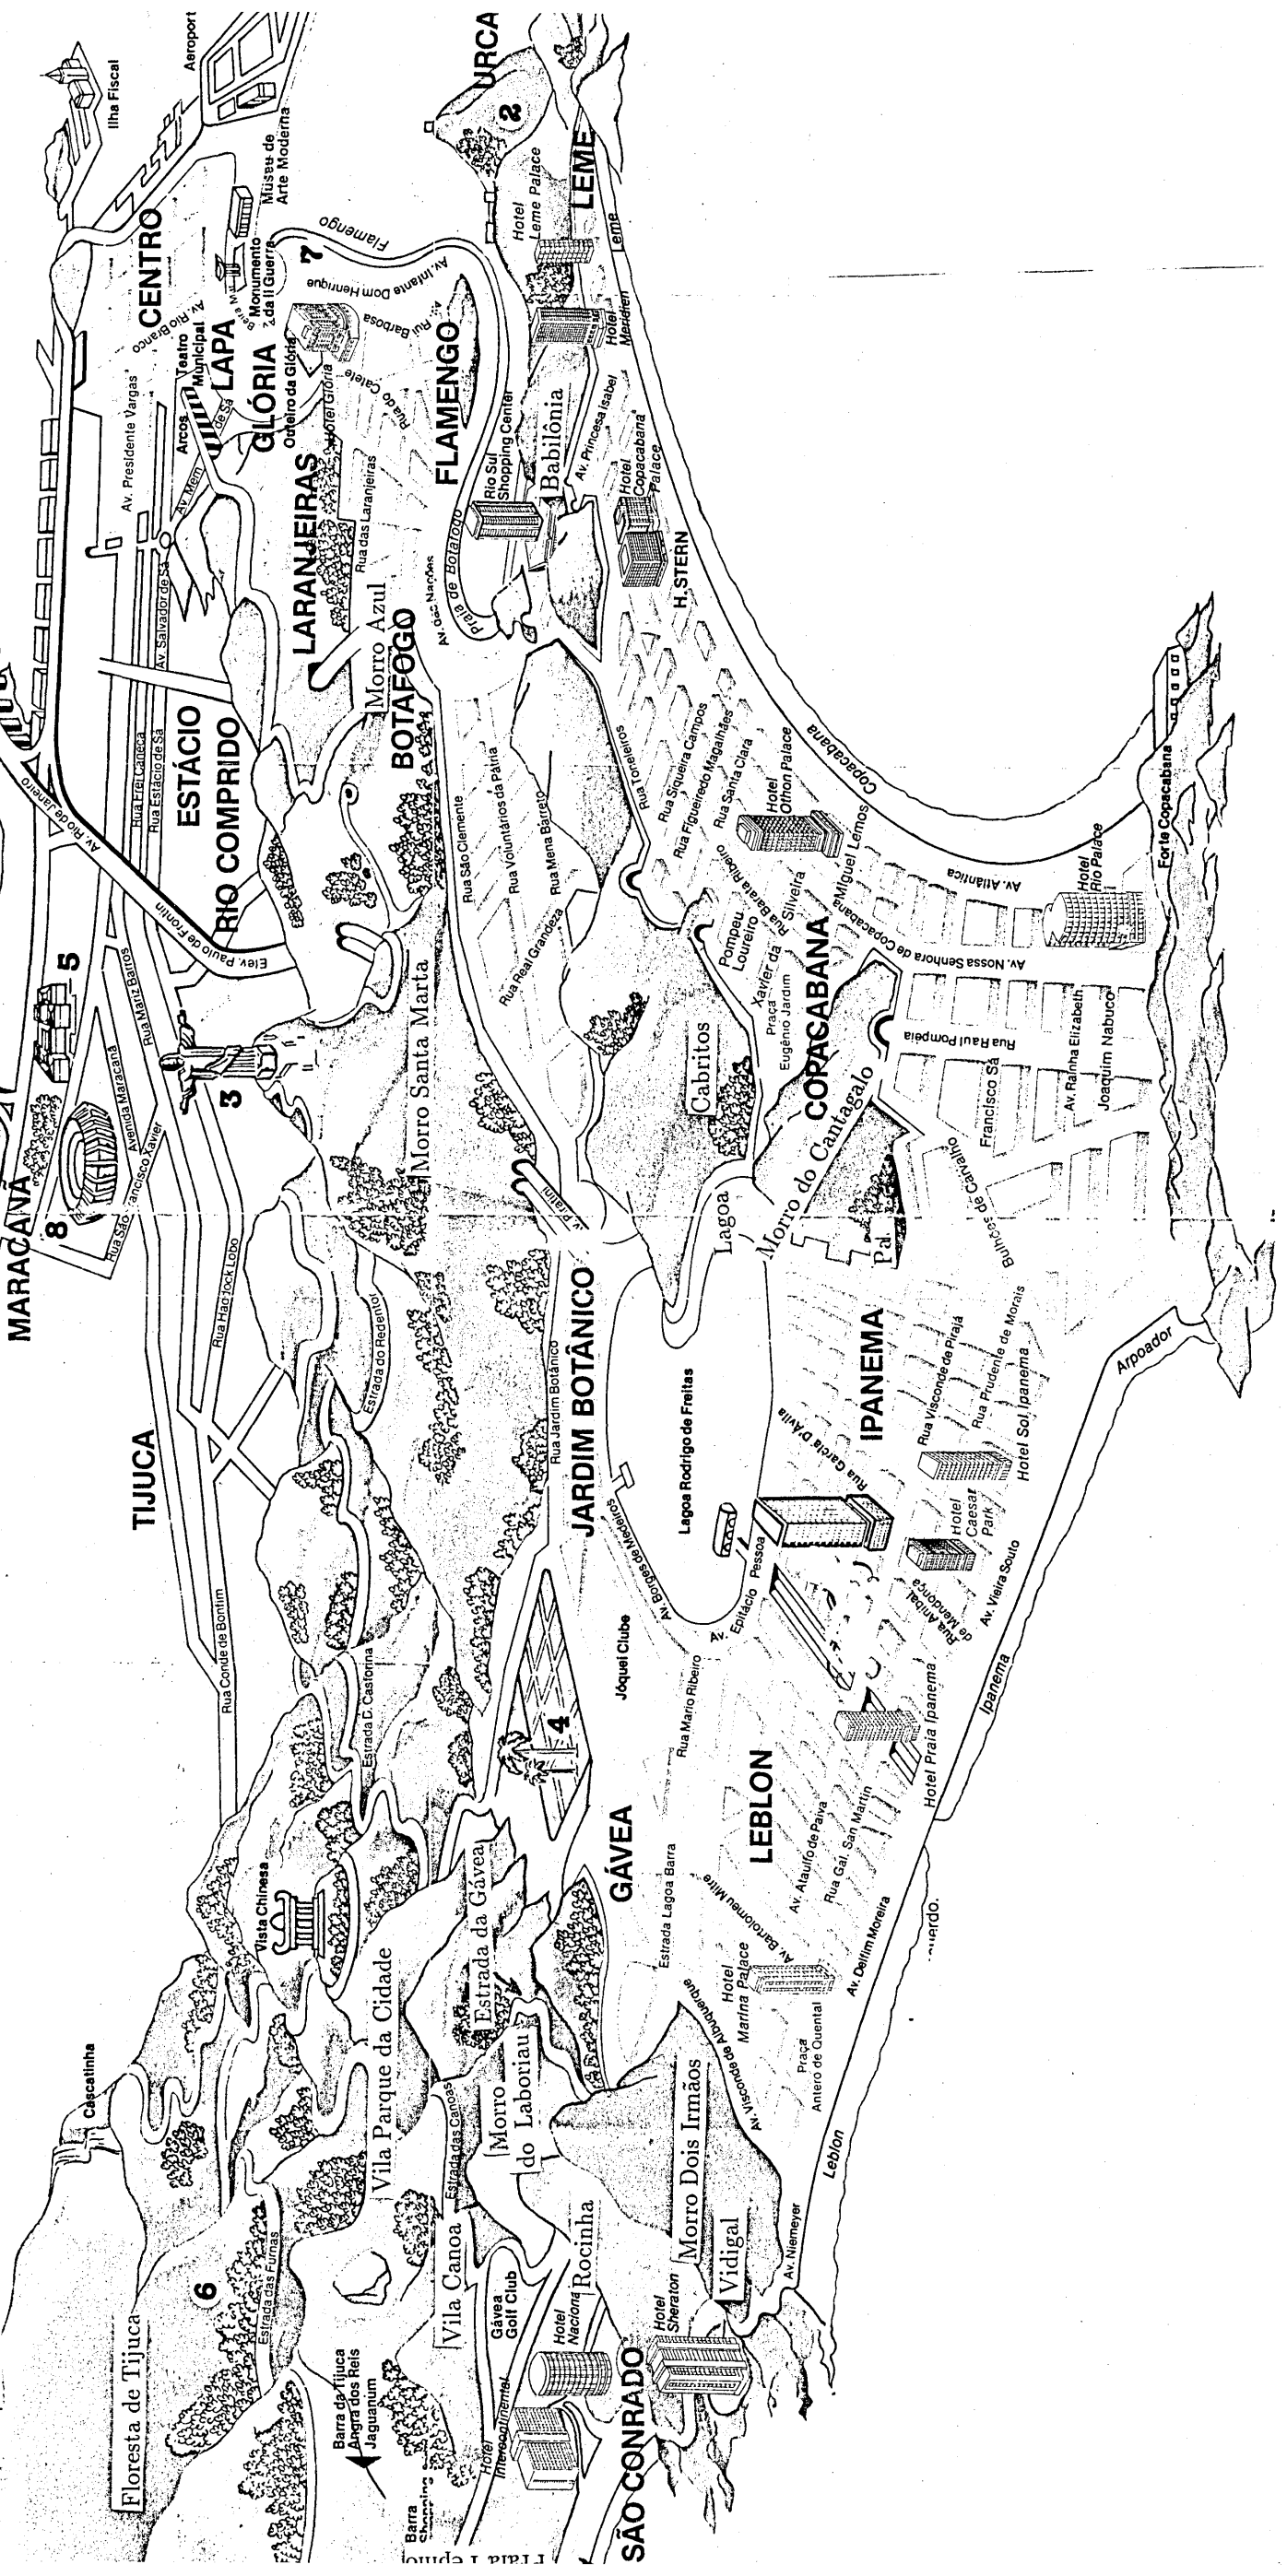 Ilha Fiscal
Aeroport
CENTRO
Museu de
Arte Moderna
Monumento
da II Guerra
Av. Rio Branco
Teatro
Municipal
LAPA
GLÓRIA
Outeiro da Glória
Hotel Glória
7
Flamengo
Av. Infante Dom Henrique
Rui Barbosa
Rua do Catete
FLAMENGO
URCA
2
LEME
Leme
Hotel
Leme Palace
Hotel
Meridien
Av. Presidente Vargas
Arcos
Av. Mem
de Sá
LARANJEIRAS
Rua das Laranjeiras
Morro Azul
BOTAFOGO
Av. das Nações
Praia de Botafogo
Rio Sul
Shopping Center
Babilônia
Av. Princesa Isabel
Hotel
Copacabana
Palace
H.STERN
Av. Salvador de Sá
Rua Frei Caneca
Rua Estácio de Sá
ESTÁCIO
RIO COMPRIDO
Av. Rio de Janeiro
Elev. Paulo de Frontin
Rua São Clemente
Rua Voluntários da Pátria
Rua Mena Barreto
Rua Real Grandeza
Rua Toneleiros
Rua Siqueira Campos
Rua Figueiredo Magalhães
Rua Santa Clara
Hotel
Othon Palace
Copacabana
Rua Barata Ribeiro
Pompeu
Loureiro
Xavier da Silveira
Miguel Lemos
Praça
Eugênio Jardim
COPACABANA
Av. Nossa Senhora de Copacabana
Av. Atlântica
Hotel
Rio Palace
Forte Copacabana
Rua Raul Pompéia
Francisco Sá
Av. Rainha Elizabeth
Joaquim Nabuco
Bulhões de Carvalho
5
Rua Mariz Barros
Avenida Maracanã
Rua São Francisco Xavier
8
MARACANÃ
3
Morro Santa Marta
Cabritos
Morro do Cantagalo
Pal.
Lagoa
TIJUCA
Rua Haddock Lobo
Estrada do Redentor
Rua Jardim Botânico
JARDIM BOTÂNICO
Lagoa Rodrigo de Freitas
IPANEMA
Rua Garcia D'Ávila
Rua Visconde de Pirajá
Rua Prudente de Morais
Hotel Sol Ipanema
Arpoador
Hotel
Caesar
Park
Rua Aníbal
de Mendonça
Av. Vieira Souto
Ipanema
Av. Borges de Medeiros
Av. Epitácio Pessoa
Jóquei Clube
Rua Conde de Bonfim
Estrada D. Castorina
4
Rua Mario Ribeiro
LEBLON
Hotel Praia Ipanema
Av. Ataulfo de Paiva
Rua Gal. San Martin
GÁVEA
Estrada Lagoa Barra
Av. Bartolomeu Mitre
Av. Delfim Moreira
Vista Chinesa
Estrada da Gávea
Vila Parque da Cidade
Hotel
Marina Palace
Av. Visconde de Albuquerque
Praça
Antero de Quental
Leblon
Cascatinha
Estrada das Canoas
Morro
do Laboriau
Morro Dois Irmãos
Av. Niemeyer
6
Estrada das Furnas
Floresta de Tijuca
Vila Canoa
Gávea
Golf Club
Rocinha
Vidigal
Hotel
Nacional
Hotel
Sheraton
Hotel
Intercontinental
SÃO CONRADO
Barra da Tijuca
Angra dos Reis
Jaguanum
Barra